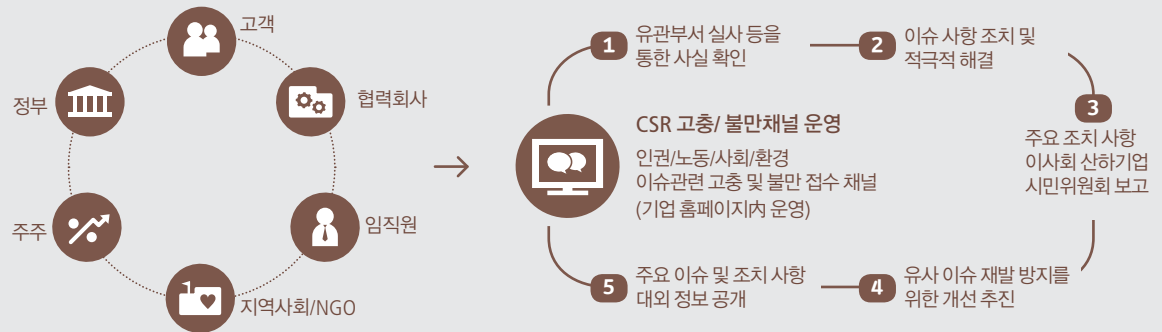 고객
정부
협력회사
주주
임직원
지역사회/NGO
1
유관부서 실사 등을
통한 사실 확인
2
이슈 사항 조치 및
적극적 해결
3
주요 조치 사항
이사회 산하기업
시민위원회 보고
CSR 고충/ 불만채널 운영
인권/노동/사회/환경
이슈관련 고충 및 불만 접수 채널
(기업 홈페이지內 운영)
5
주요 이슈 및 조치 사항
대외 정보 공개
4
유사 이슈 재발 방지를
위한 개선 추진